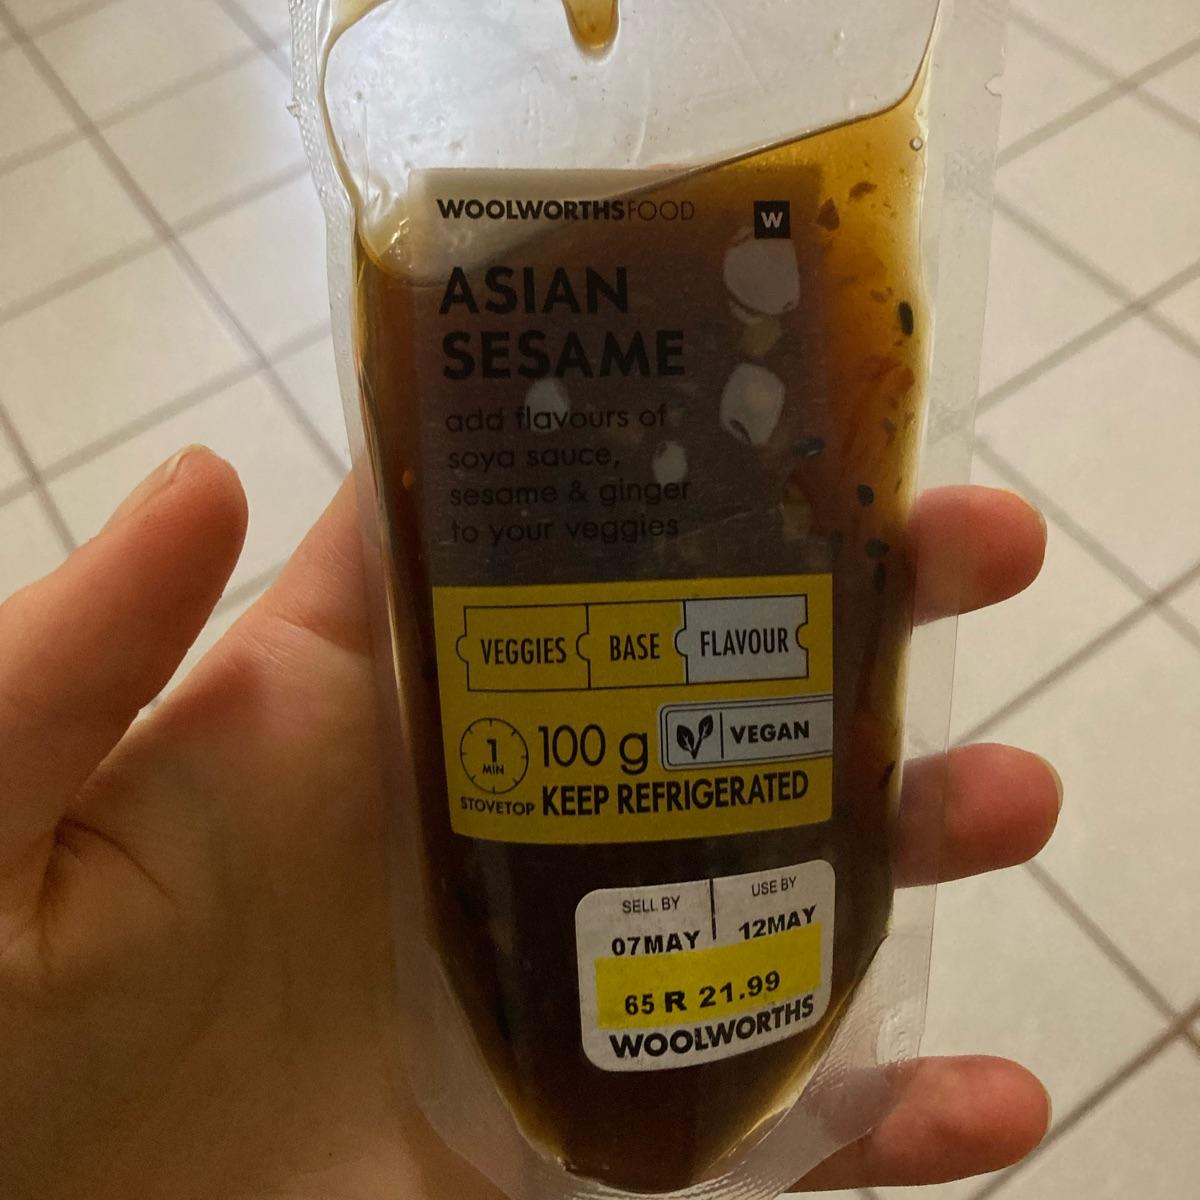 WOOLWORTHSFOOD
W
ASIAN
SESAME
add flavours of
soya sauce,
sesame & ginger
to your veggies
VEGGIES BASE FLAVOUR
1
MIN
STOVETOP
100 g
VEGAN
KEEP REFRIGERATED
SELL BY
07MAY
USE BY
12MAY
65 R 21.99
WOOLWORTHS